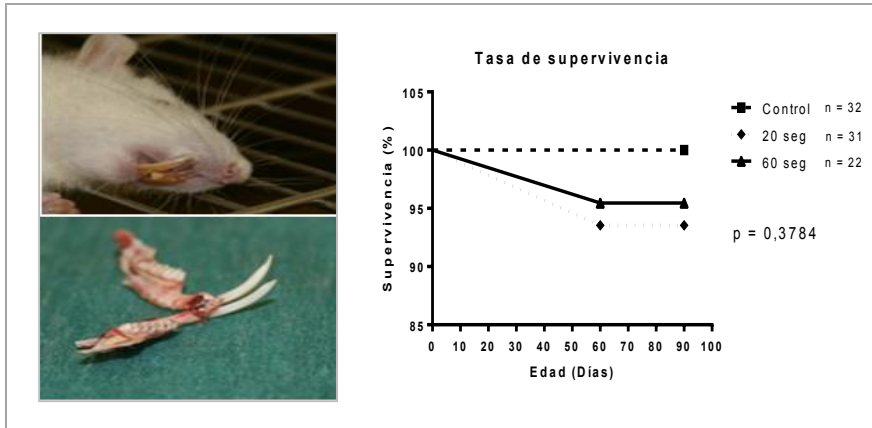 Tasa de supervivencia
105
100
95
90
85
Supervivencia (%)
0 10 20 30 40 50 60 70 80 90 100
Edad (Días)
Control n = 32
20 seg n = 31
60 seg n = 22
p = 0,3784